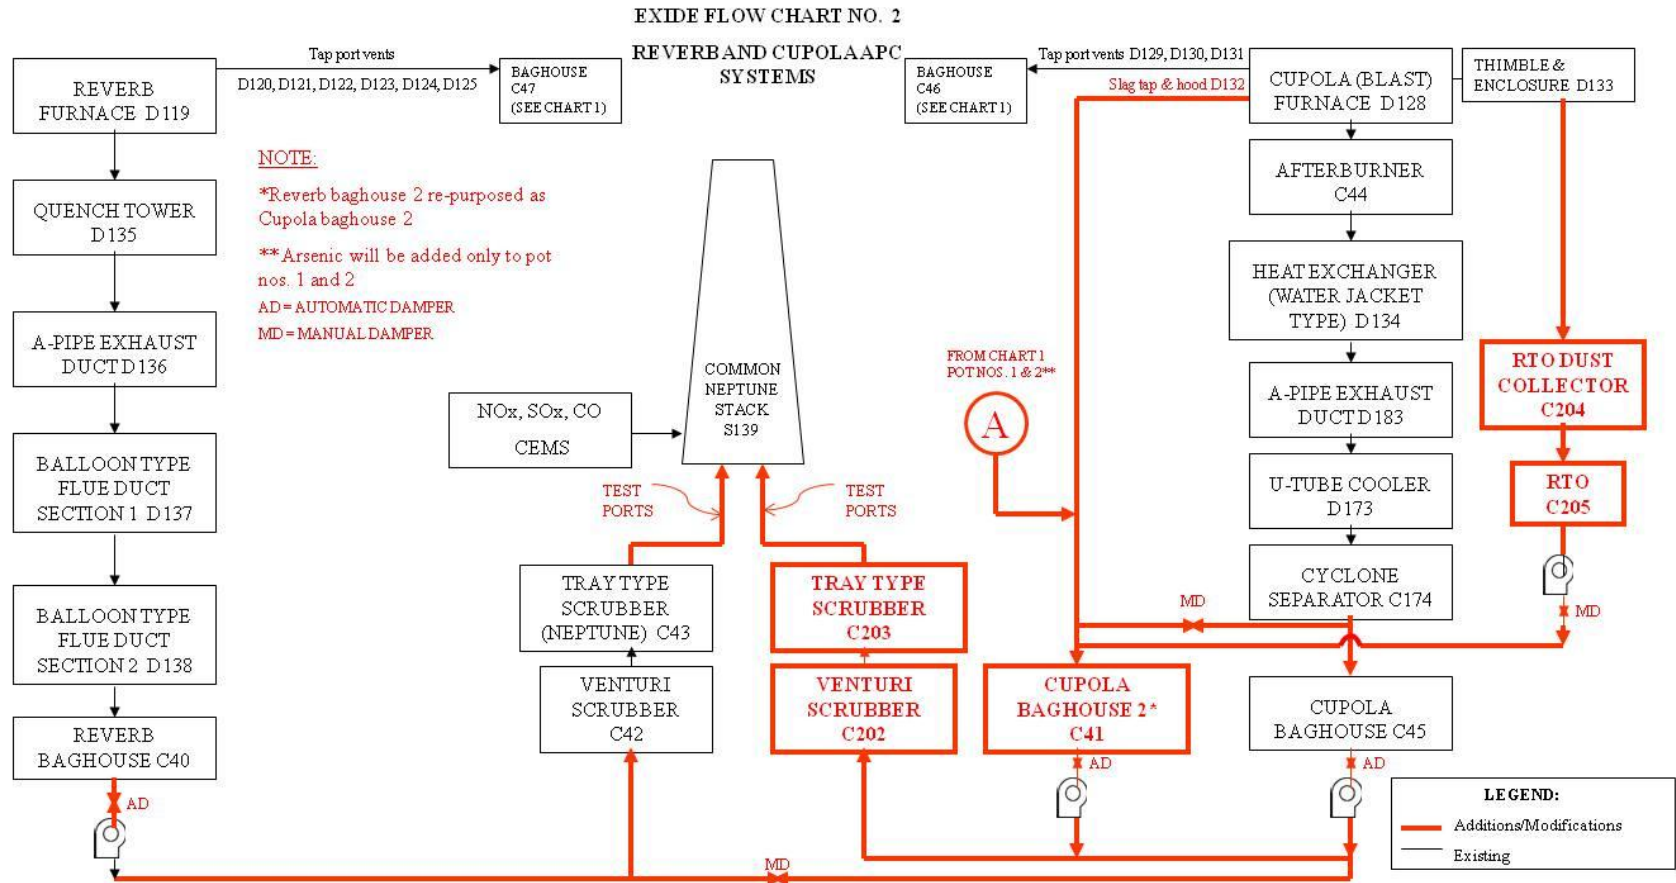 EXIDE FLOW CHART NO. 2
REVERB AND CUPOLA APC
SYSTEMS
REVERB
FURNACE D119
Tap port vents
D120, D121, D122, D123, D124, D125
BAGHOUSE
C47
(SEE CHART 1)
BAGHOUSE
C46
(SEE CHART 1)
Tap port vents D129, D130, D131
Slag tap & hood D132
CUPOLA (BLAST)
FURNACE D128
THIMBLE &
ENCLOSURE D133
NOTE:
*Reverb baghouse 2 re-purposed as
Cupola baghouse 2
**Arsenic will be added only to pot
nos. 1 and 2
AD = AUTOMATIC DAMPER
MD = MANUAL DAMPER
QUENCH TOWER
D135
A-PIPE EXHAUST
DUCT D136
BALLOON TYPE
FLUE DUCT
SECTION 1 D137
BALLOON TYPE
FLUE DUCT
SECTION 2 D138
REVERB
BAGHOUSE C40
AD
NOx, SOx, CO
CEMS
COMMON
NEPTUNE
STACK
S139
TEST
PORTS
TEST
PORTS
TRAY TYPE
SCRUBBER
(NEPTUNE) C43
VENTURI
SCRUBBER
C42
TRAY TYPE
SCRUBBER
C203
VENTURI
SCRUBBER
C202
MD
FROM CHART 1
POT NOS. 1 & 2**
A
CUPOLA
BAGHOUSE 2*
C41
AD
AFTERBURNER
C44
HEAT EXCHANGER
(WATER JACKET
TYPE) D134
A-PIPE EXHAUST
DUCT D183
U-TUBE COOLER
D173
CYCLONE
SEPARATOR C174
MD
CUPOLA
BAGHOUSE C45
AD
RTO DUST
COLLECTOR
C204
RTO
C205
MD
LEGEND:
Additions/Modifications
Existing